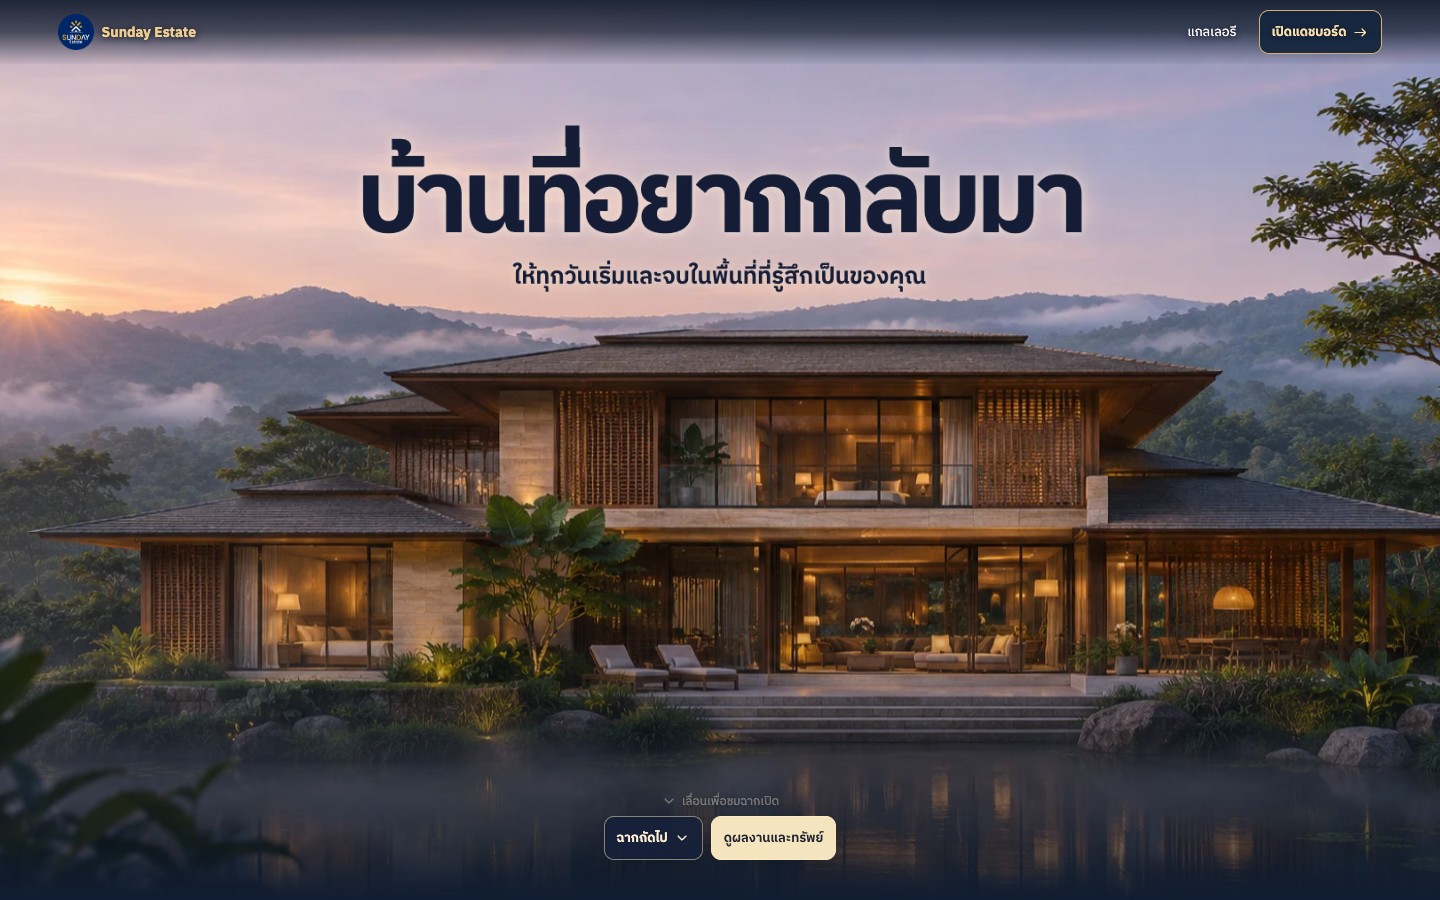 SUNDAY
Sunday Estate
แกลเลอรี
เปิดแดชบอร์ด
บ้านที่อยากกลับมา
ให้ทุกวันเริ่มและจบในพื้นที่ที่รู้สึกเป็นของคุณ
เลื่อนเพื่อชมฉากเปิด
ฉากถัดไป
ดูผลงานและทรัพย์